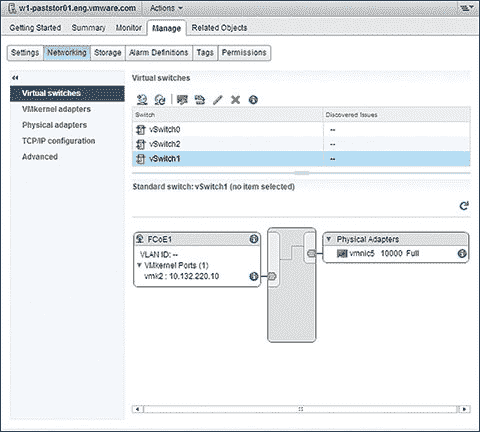 w1-paststor01.eng.vmware.com Actions
Getting Started Summary Monitor Manage Related Objects
Settings Networking Storage Alarm Definitions Tags Permissions
Virtual switches
VMkernel adapters
Physical adapters
TCP/IP configuration
Advanced
Virtual switches
Switch Discovered Issues
vSwitch0 --
vSwitch2 --
vSwitch1 --
Standard switch: vSwitch1 (no item selected)
FCoE1
VLAN ID: --
VMkernel Ports (1)
vmk2 : 10.132.220.10
Physical Adapters
vmnic5 10000 Full